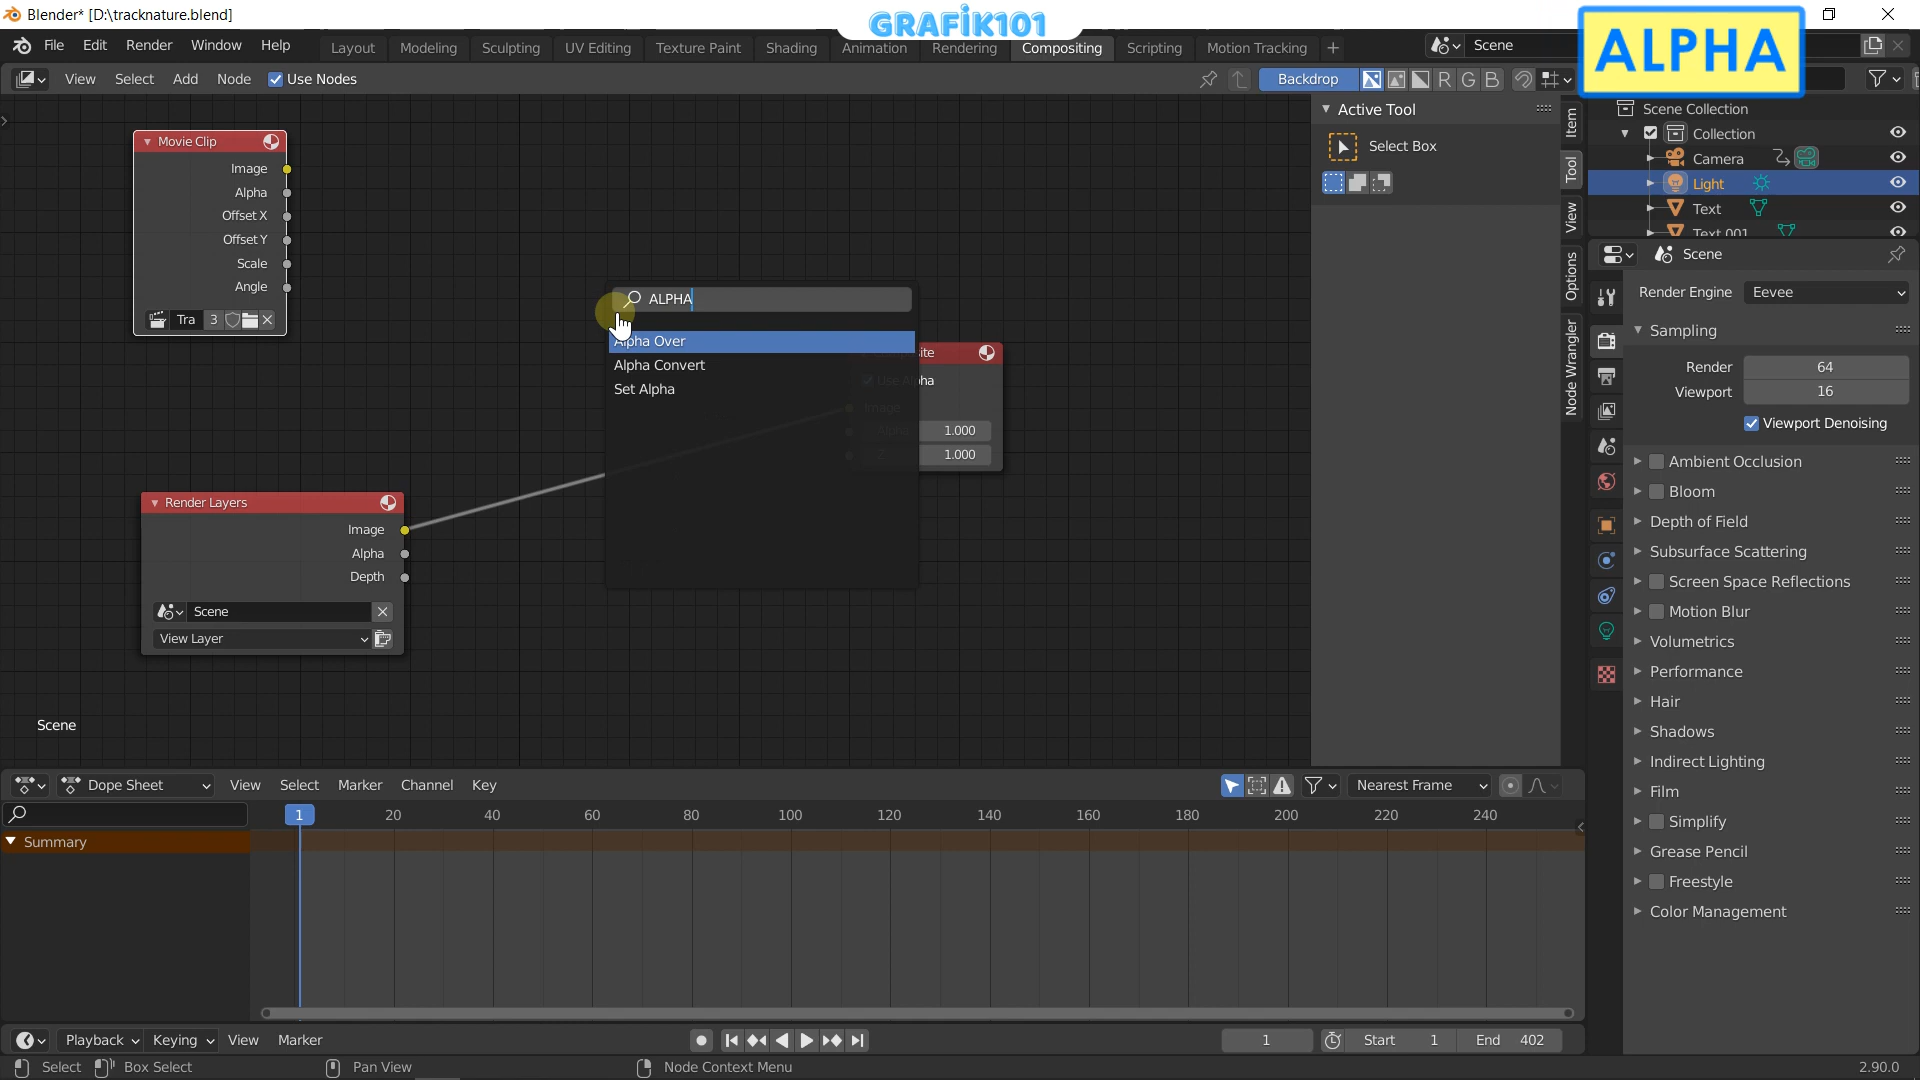 Blender* [D:\tracknature.blend]
GRAFİK101
ALPHA
File Edit Render Window Help
Layout Modeling Sculpting UV Editing Texture Paint Shading Animation Rendering Compositing Scripting Motion Tracking
Scene
View Select Add Node Use Nodes
Backdrop R G B
Movie Clip
Image
Alpha
Offset X
Offset Y
Scale
Angle
Tra 3
ALPHA
Alpha Over
Alpha Convert
Set Alpha
Use Alpha
Image
1.000
Z 1.000
Render Layers
Image
Alpha
Depth
Scene
View Layer
Scene
Active Tool
Select Box
Item
Tool
View
Options
Node Wrangler
Scene Collection
Collection
Camera
Light
Text
Text.001
Scene
Render Engine Eevee
Sampling
Render 64
Viewport 16
Viewport Denoising
Ambient Occlusion
Bloom
Depth of Field
Subsurface Scattering
Screen Space Reflections
Motion Blur
Volumetrics
Performance
Hair
Shadows
Indirect Lighting
Film
Simplify
Grease Pencil
Freestyle
Color Management
Dope Sheet View Select Marker Channel Key
Nearest Frame
1 20 40 60 80 100 120 140 160 180 200 220 240
Summary
Playback Keying View Marker
1 Start 1 End 402
Select Box Select Pan View Node Context Menu 2.90.0